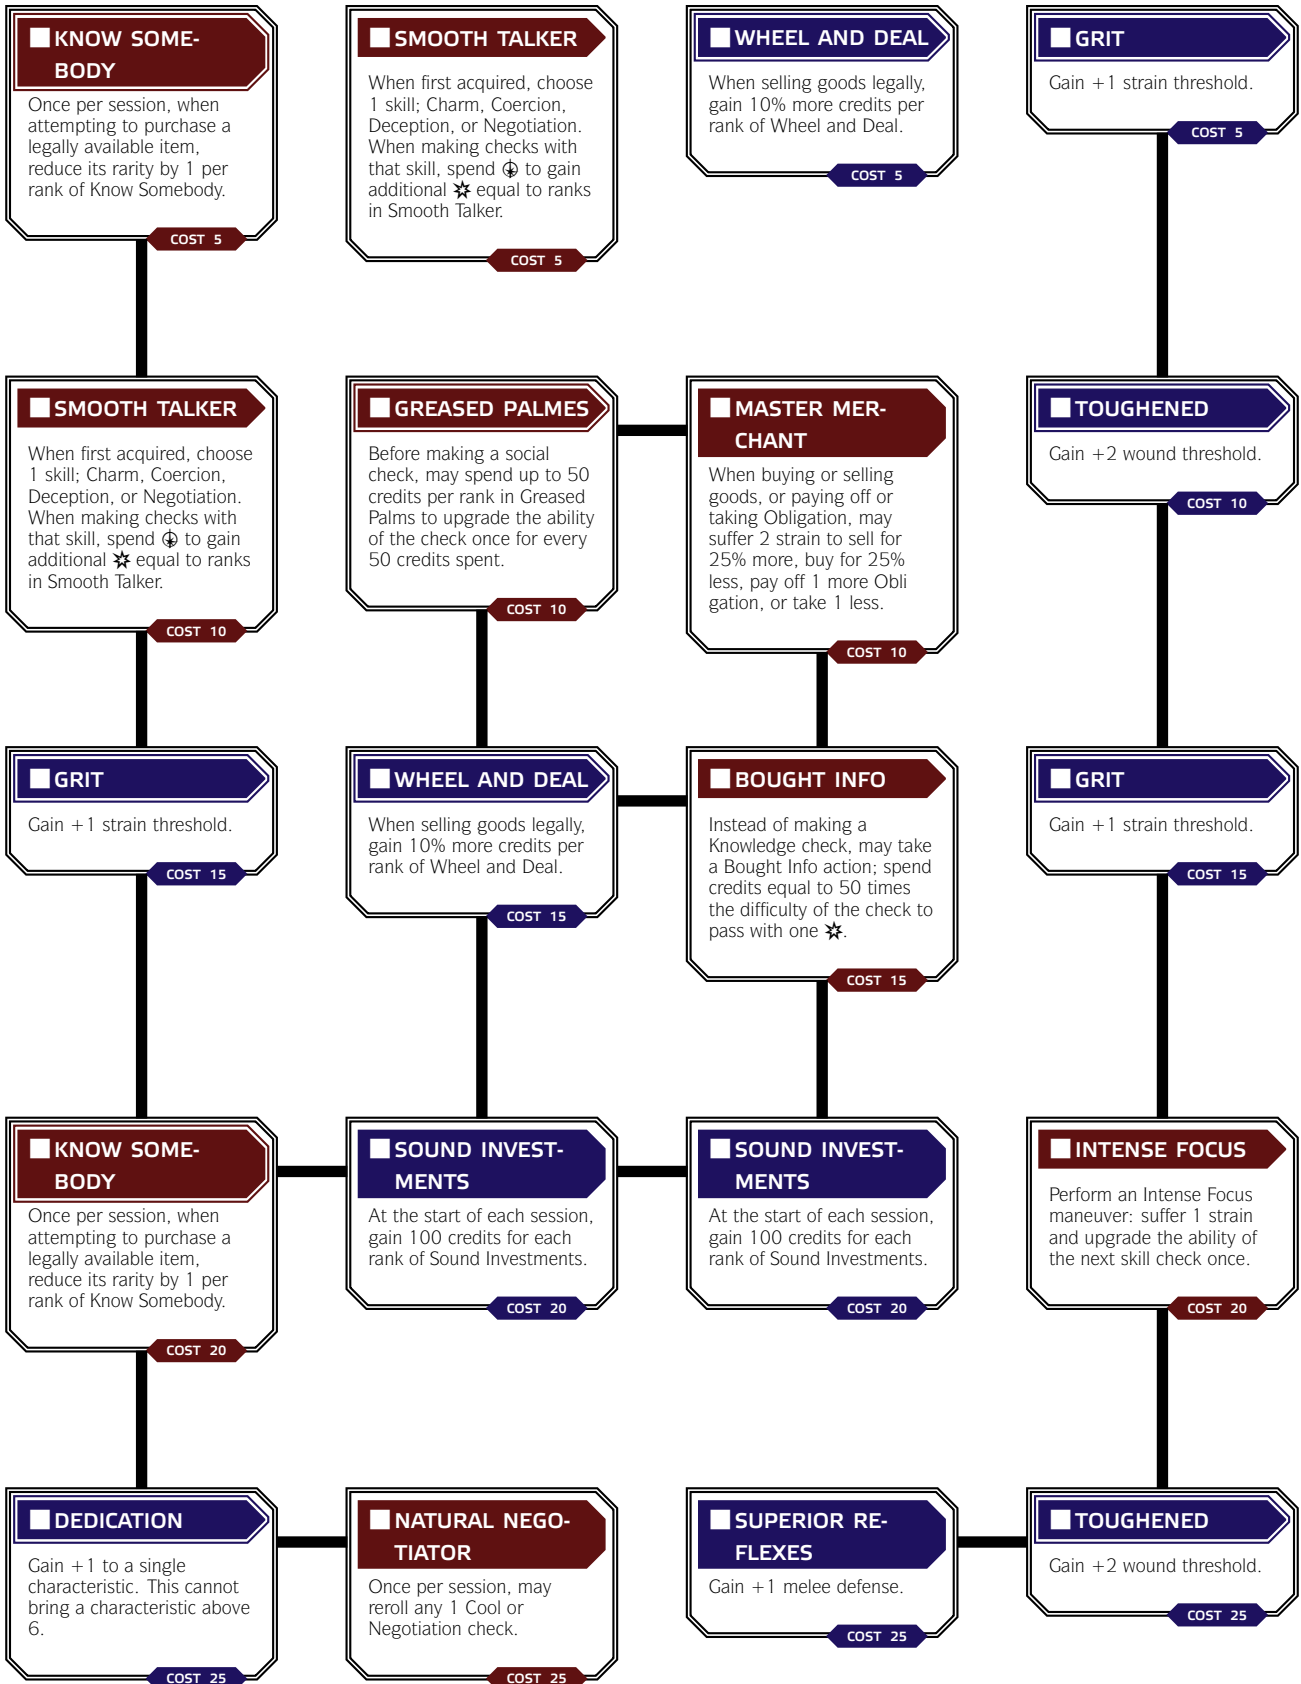 KNOW SOME-
BODY
Once per session, when
attempting to purchase a
legally available item,
reduce its rarity by 1 per
rank of Know Somebody.
COST 5
SMOOTH TALKER
When first acquired, choose
1 skill; Charm, Coercion,
Deception, or Negotiation.
When making checks with
that skill, spend to gain
additional equal to ranks
in Smooth Talker.
COST 5
WHEEL AND DEAL
When selling goods legally,
gain 10% more credits per
rank of Wheel and Deal.
COST 5
GRIT
Gain +1 strain threshold.
COST 5
SMOOTH TALKER
When first acquired, choose
1 skill; Charm, Coercion,
Deception, or Negotiation.
When making checks with
that skill, spend to gain
additional equal to ranks
in Smooth Talker.
COST 10
GREASED PALMES
Before making a social
check, may spend up to 50
credits per rank in Greased
Palms to upgrade the ability
of the check once for every
50 credits spent.
COST 10
MASTER MER-
CHANT
When buying or selling
goods, or paying off or
taking Obligation, may
suffer 2 strain to sell for
25% more, buy for 25%
less, pay off 1 more Obli
gation, or take 1 less.
COST 10
TOUGHENED
Gain +2 wound threshold.
COST 10
GRIT
Gain +1 strain threshold.
COST 15
WHEEL AND DEAL
When selling goods legally,
gain 10% more credits per
rank of Wheel and Deal.
COST 15
BOUGHT INFO
Instead of making a
Knowledge check, may take
a Bought Info action; spend
credits equal to 50 times
the difficulty of the check to
pass with one .
COST 15
GRIT
Gain +1 strain threshold.
COST 15
KNOW SOME-
BODY
Once per session, when
attempting to purchase a
legally available item,
reduce its rarity by 1 per
rank of Know Somebody.
COST 20
SOUND INVEST-
MENTS
At the start of each session,
gain 100 credits for each
rank of Sound Investments.
COST 20
SOUND INVEST-
MENTS
At the start of each session,
gain 100 credits for each
rank of Sound Investments.
COST 20
INTENSE FOCUS
Perform an Intense Focus
maneuver: suffer 1 strain
and upgrade the ability of
the next skill check once.
COST 20
DEDICATION
Gain +1 to a single
characteristic. This cannot
bring a characteristic above
6.
COST 25
NATURAL NEGO-
TIATOR
Once per session, may
reroll any 1 Cool or
Negotiation check.
COST 25
SUPERIOR RE-
FLEXES
Gain +1 melee defense.
COST 25
TOUGHENED
Gain +2 wound threshold.
COST 25